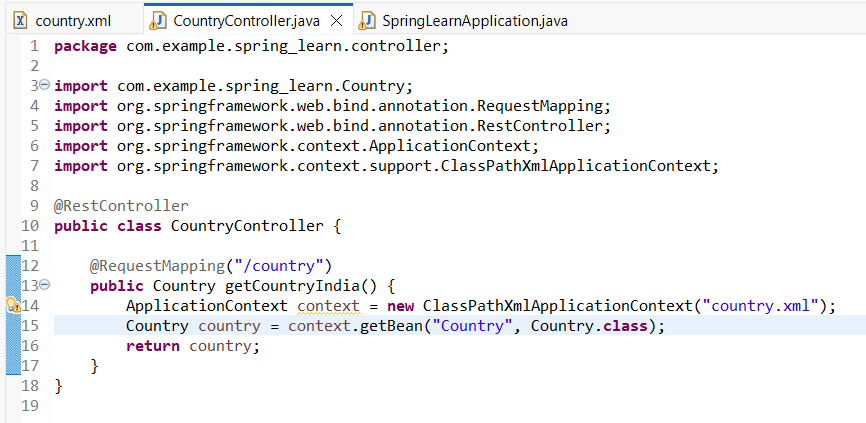 country.xml CountryController.java SpringLearnApplication.java
1 package com.example.spring_learn.controller;
2
3 import com.example.spring_learn.Country;
4 import org.springframework.web.bind.annotation.RequestMapping;
5 import org.springframework.web.bind.annotation.RestController;
6 import org.springframework.context.ApplicationContext;
7 import org.springframework.context.support.ClassPathXmlApplicationContext;
8
9 @RestController
10 public class CountryController {
11
12     @RequestMapping("/country")
13     public Country getCountryIndia() {
14         ApplicationContext context = new ClassPathXmlApplicationContext("country.xml");
15         Country country = context.getBean("Country", Country.class);
16         return country;
17     }
18 }
19